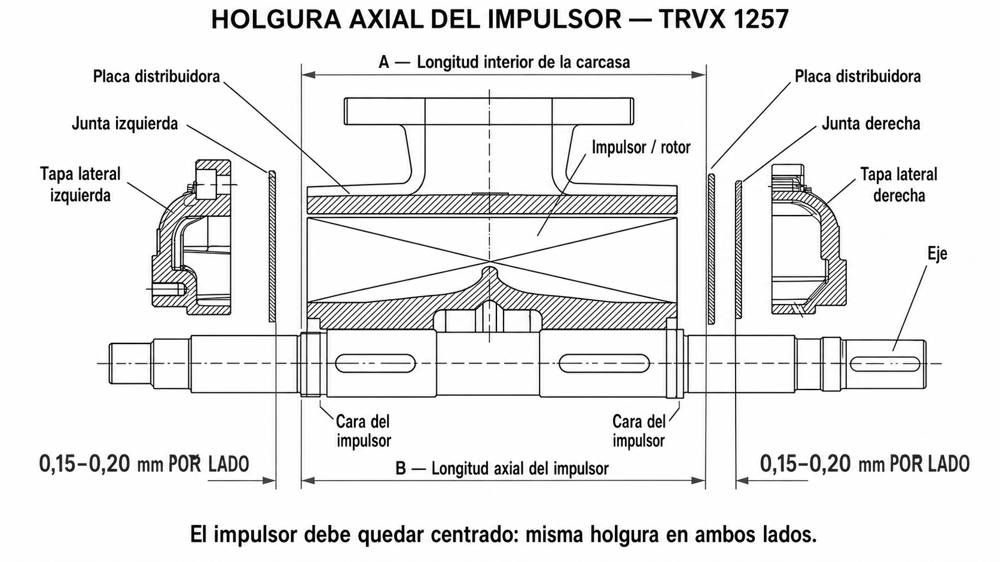 HOLGURA AXIAL DEL IMPULSOR — TRVX 1257
A — Longitud interior de la carcasa
Placa distribuidora
Placa distribuidora
Junta izquierda
Junta derecha
Impulsor / rotor
Tapa lateral
izquierda
Tapa lateral
derecha
Eje
Cara del
impulsor
Cara del
impulsor
0,15–0,20 mm POR LADO
B — Longitud axial del impulsor
0,15–0,20 mm POR LADO
El impulsor debe quedar centrado: misma holgura en ambos lados.